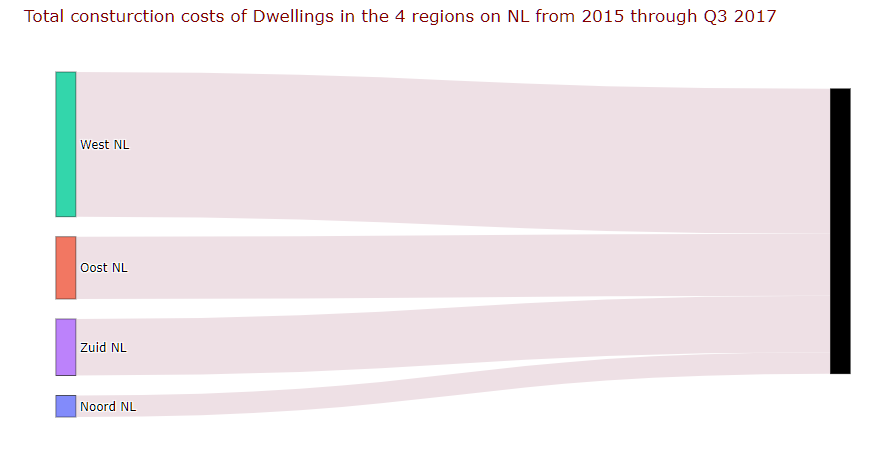 Total consturction costs of Dwellings in the 4 regions on NL from 2015 through Q3 2017
West NL
Oost NL
Zuid NL
Noord NL